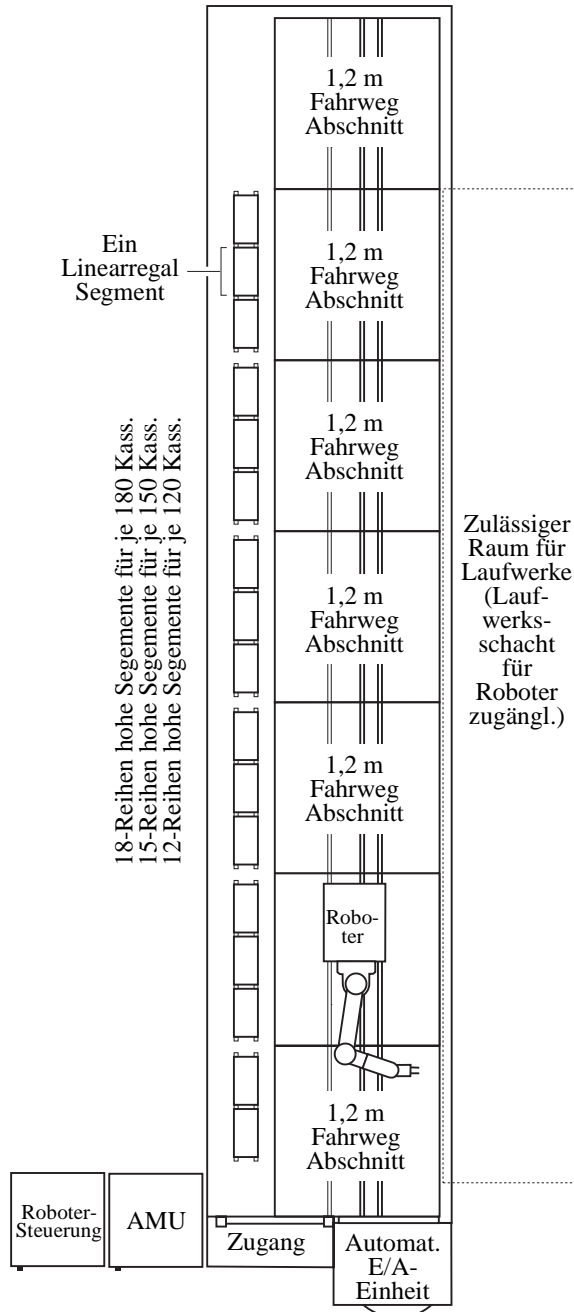 1,2 m
Fahrweg
Abschnitt
Ein
Linearregal
Segment
1,2 m
Fahrweg
Abschnitt
1,2 m
Fahrweg
Abschnitt
18-Reihen hohe Segemente für je 180 Kass.
15-Reihen hohe Segmente für je 150 Kass.
12-Reihen hohe Segemente für je 120 Kass.
1,2 m
Fahrweg
Abschnitt
Zulässiger
Raum für
Laufwerke
(Lauf-
werks-
schacht
für
Roboter
zugängl.)
1,2 m
Fahrweg
Abschnitt
Robo-
ter
1,2 m
Fahrweg
Abschnitt
Roboter-
Steuerung
AMU
Zugang
Automat.
E/A-
Einheit